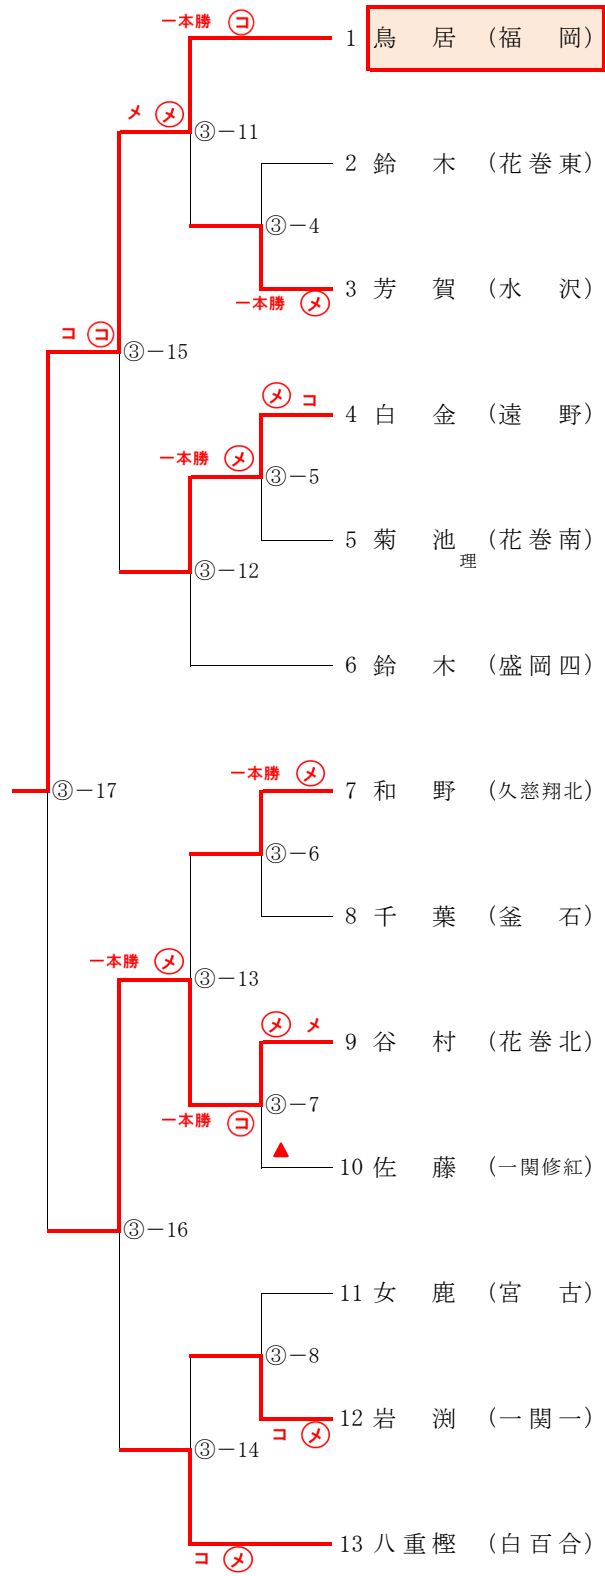 一本勝 コ
1 鳥居 (福岡)
メ メ
③－11
2 鈴木 (花巻東)
③－4
3 芳賀 (水沢)
一本勝 メ
コ コ
③－15
メ コ
4 白金 (遠野)
一本勝 メ
③－5
5 菊池理 (花巻南)
③－12
6 鈴木 (盛岡四)
一本勝 メ
7 和野 (久慈翔北)
③－17
③－6
8 千葉 (釜石)
一本勝 メ
③－13
メ メ
9 谷村 (花巻北)
③－7
一本勝 コ
▲
10 佐藤 (一関修紅)
③－16
11 女鹿 (宮古)
③－8
12 岩渕 (一関一)
コ メ
③－14
13 八重樫 (白百合)
コ メ